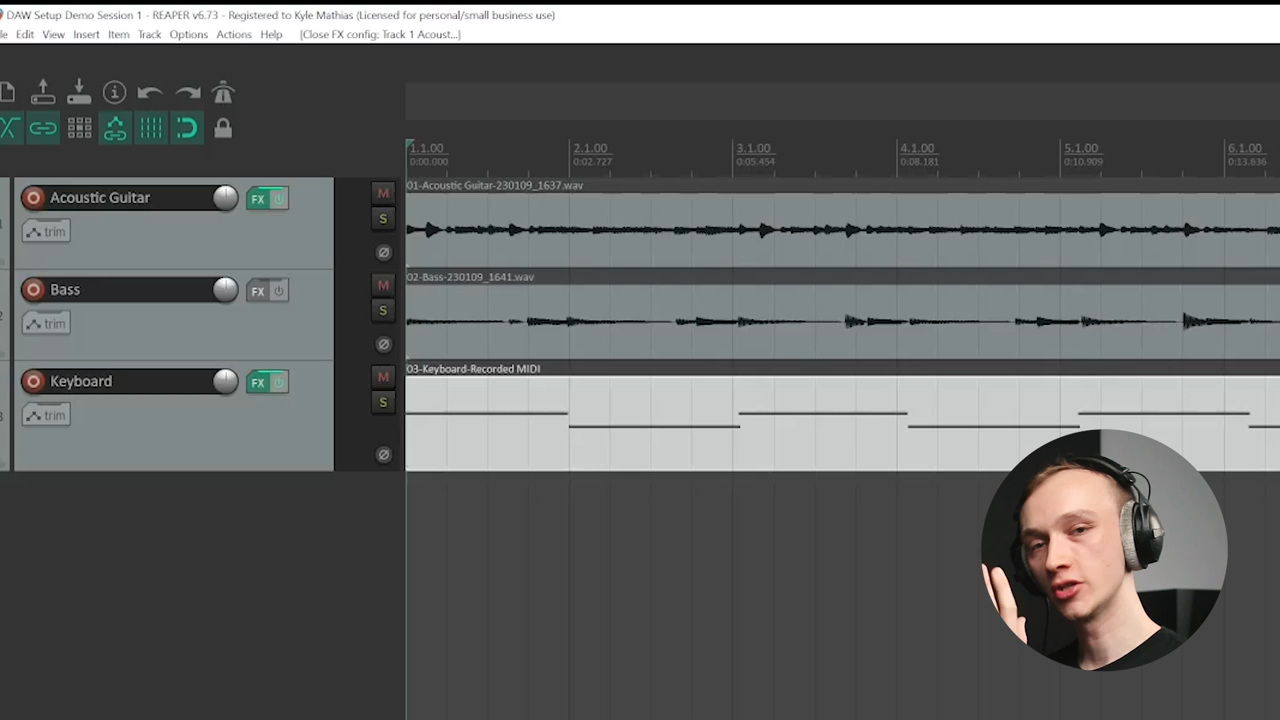 DAW Setup Demo Session 1 - REAPER v6.73 - Registered to Kyle Mathias (Licensed for personal/small business use)
le Edit View Insert Item Track Options Actions Help [Close FX config: Track 1 Acoust...]
1.1.00 2.1.00 3.1.00 4.1.00 5.1.00 6.1.00
0:00.000 0:02.727 0:05.454 0:08.181 0:10.909 0:13.636
01-Acoustic Guitar-230109_1637.wav
Acoustic Guitar FX M
S
trim
02-Bass-230109_1641.wav
Bass FX M
S
trim
03-Keyboard-Recorded MIDI
Keyboard FX M
S
trim